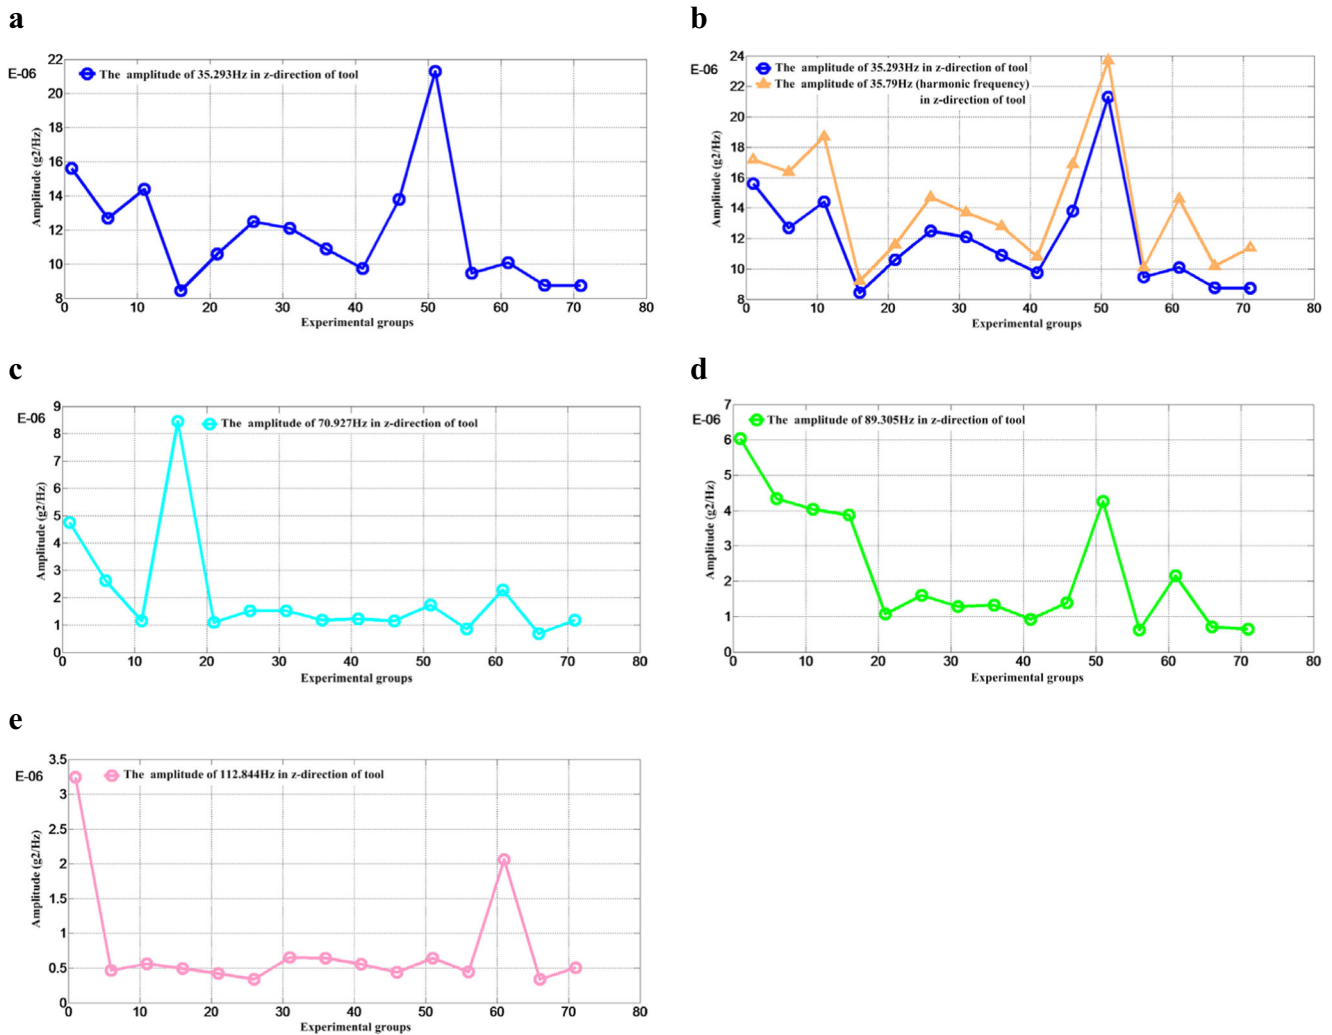 a
22
E-06
The amplitude of 35.293Hz in z-direction of tool
20
18
16
14
12
10
8
Amplitude (g2/Hz)
0 10 20 30 40 50 60 70 80
Experimental groups
b
24
E-06
The amplitude of 35.293Hz in z-direction of tool
22
The amplitude of 35.79Hz (harmonic frequency)
in z-direction of tool
20
18
16
14
12
10
8
Amplitude (g2/Hz)
0 10 20 30 40 50 60 70 80
Experimental groups
c
9
E-06
The amplitude of 70.927Hz in z-direction of tool
8
7
6
5
4
3
2
1
0
Amplitude (g2/Hz)
0 10 20 30 40 50 60 70 80
Experimental groups
d
7
E-06
The amplitude of 89.305Hz in z-direction of tool
6
5
4
3
2
1
0
Amplitude (g2/Hz)
0 10 20 30 40 50 60 70 80
Experimental groups
e
3.5
E-06
The amplitude of 112.844Hz in z-direction of tool
3
2.5
2
1.5
1
0.5
0
Amplitude (g2/Hz)
0 10 20 30 40 50 60 70 80
Experimental groups